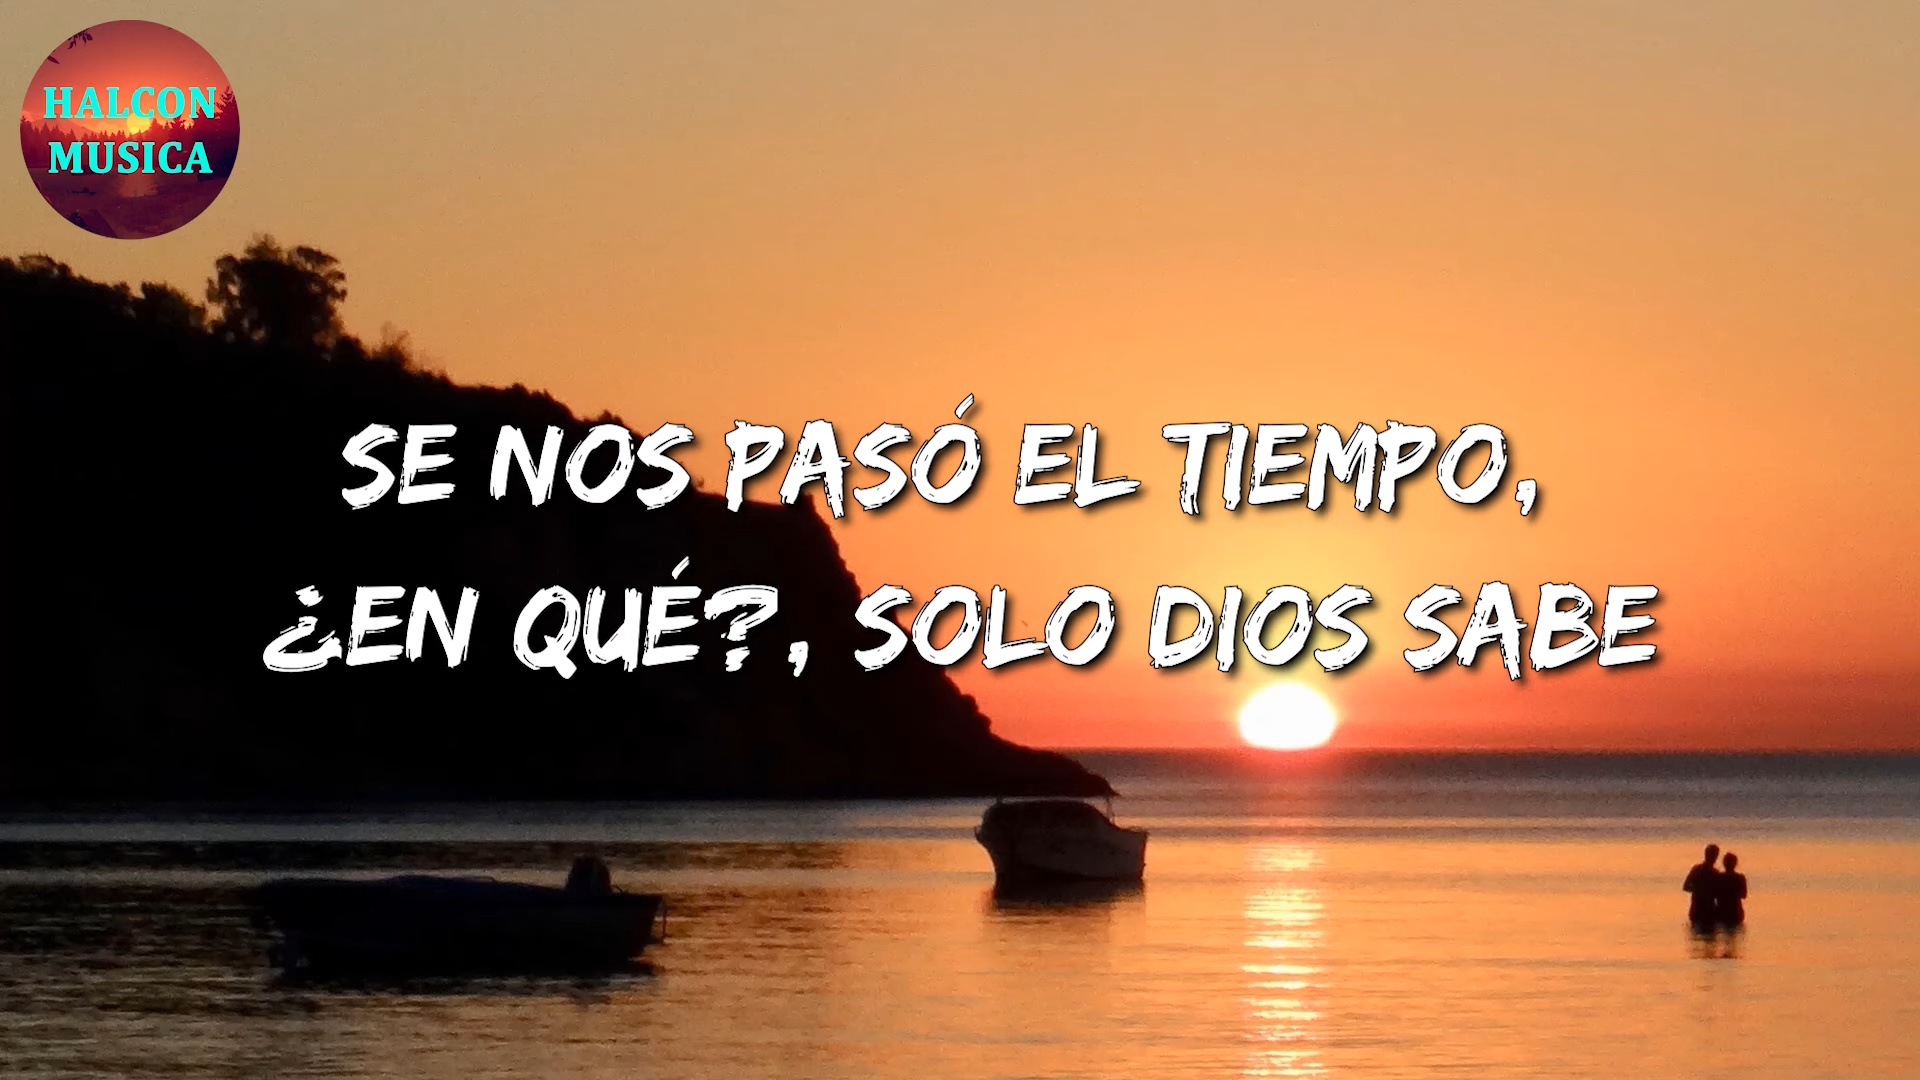 HALCON
MUSICA
SE NOS PASÓ EL TIEMPO,
¿EN QUÉ?, SOLO DIOS SABE